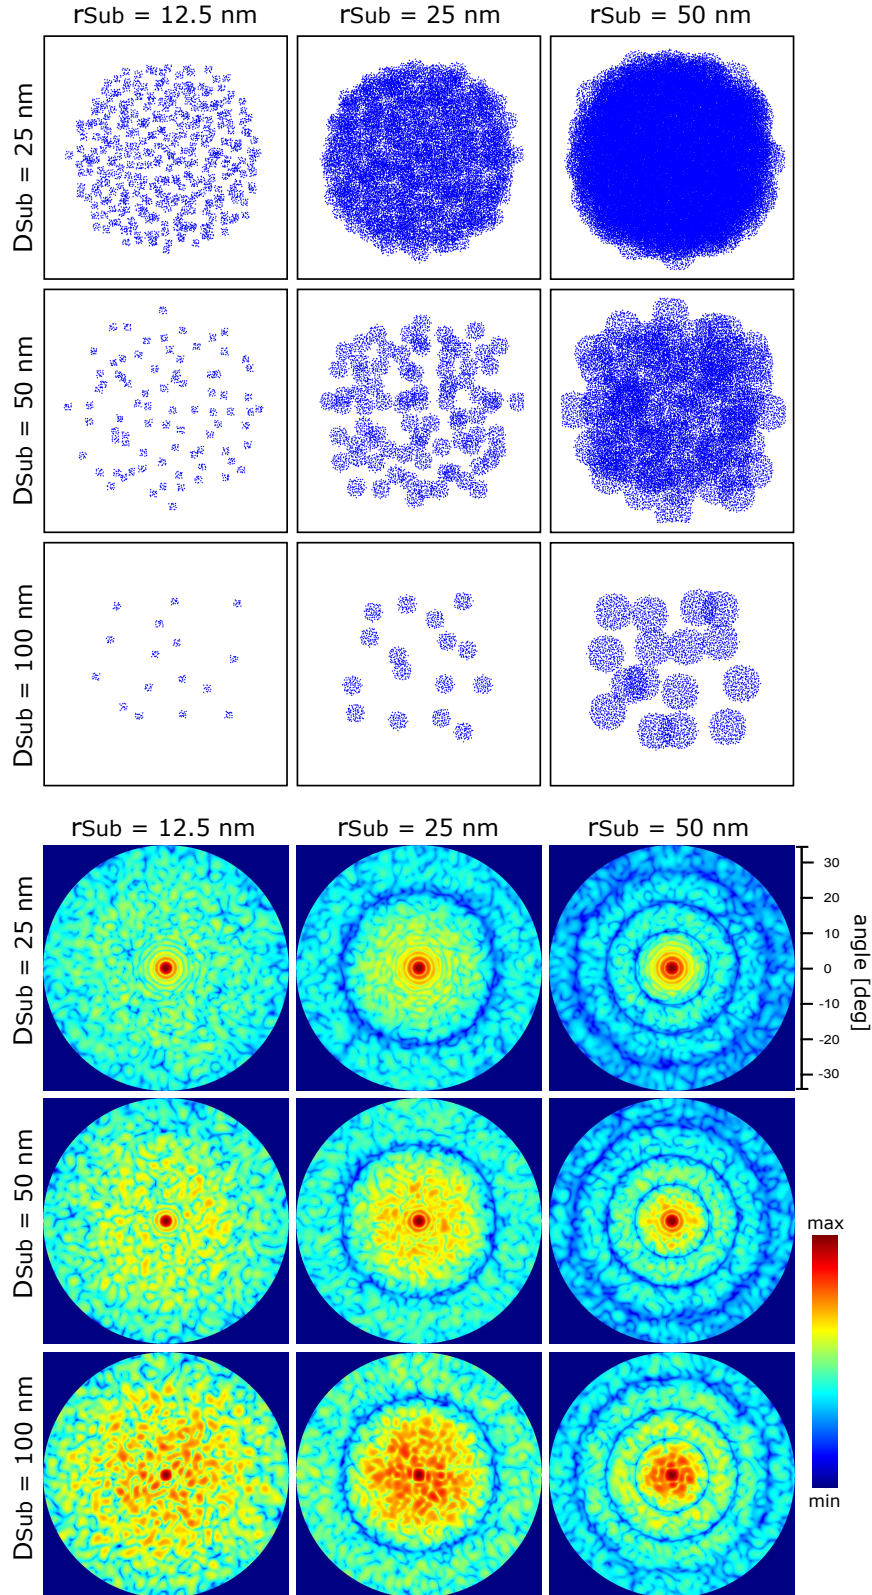 rSub = 12.5 nm rSub = 25 nm rSub = 50 nm
DSub = 25 nm
DSub = 50 nm
DSub = 100 nm
rSub = 12.5 nm rSub = 25 nm rSub = 50 nm
DSub = 25 nm
30
20
10
0
-10
-20
-30
angle [deg]
DSub = 50 nm
max
DSub = 100 nm
min